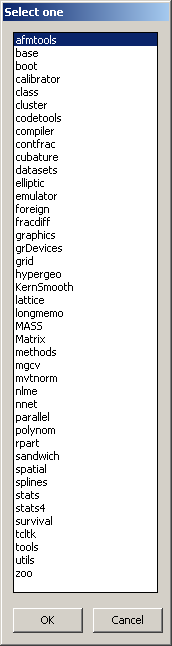 Select one
afmtools
base
boot
calibrator
class
cluster
codetools
compiler
contfrac
cubature
datasets
elliptic
emulator
foreign
fracdiff
graphics
grDevices
grid
hypergeo
KernSmooth
lattice
longmemo
MASS
Matrix
methods
mgcv
mvtnorm
nlme
nnet
parallel
polynom
rpart
sandwich
spatial
splines
stats
stats4
survival
tcltk
tools
utils
zoo
OK Cancel